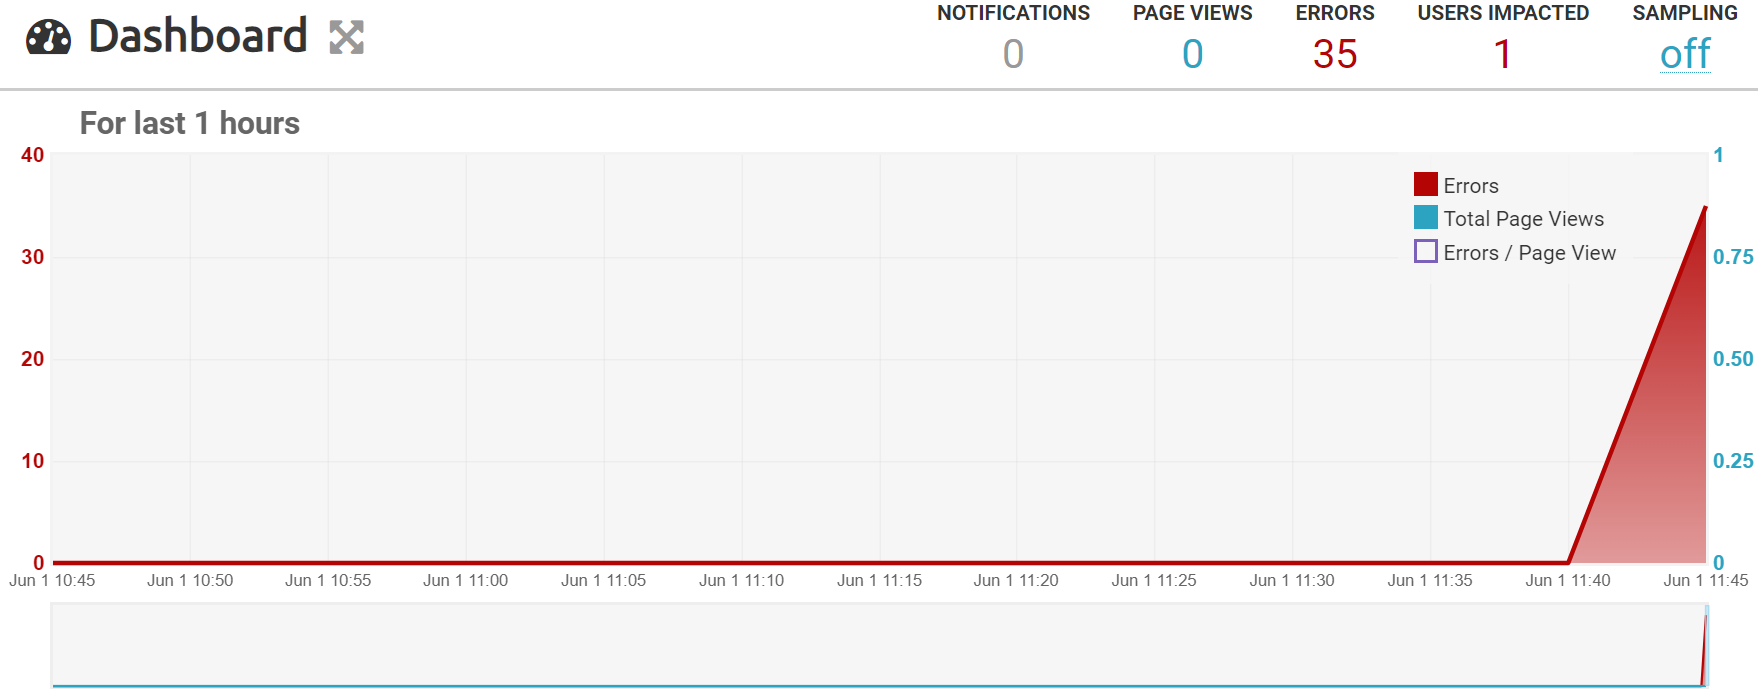 Dashboard
NOTIFICATIONS PAGE VIEWS ERRORS USERS IMPACTED SAMPLING
0 0 35 1 off
For last 1 hours
40 1
Errors
Total Page Views
30 Errors / Page View 0.75
20 0.50
10 0.25
0 0
Jun 1 10:45 Jun 1 10:50 Jun 1 10:55 Jun 1 11:00 Jun 1 11:05 Jun 1 11:10 Jun 1 11:15 Jun 1 11:20 Jun 1 11:25 Jun 1 11:30 Jun 1 11:35 Jun 1 11:40 Jun 1 11:45